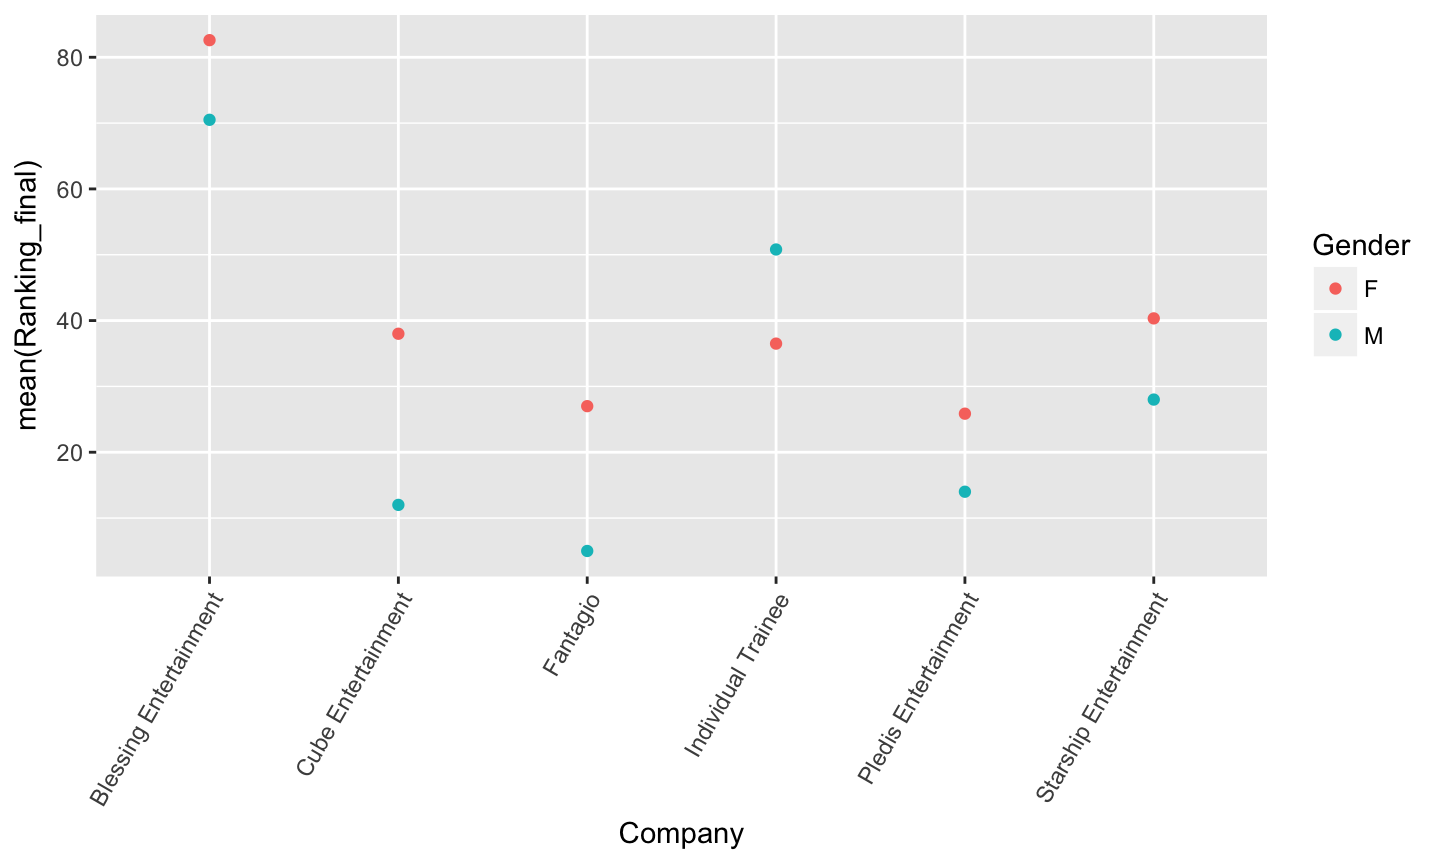 mean(Ranking_final)
80
60
40
20
Blessing Entertainment
Cube Entertainment
Fantagio
Individual Trainee
Pledis Entertainment
Starship Entertainment
Company
Gender
F
M